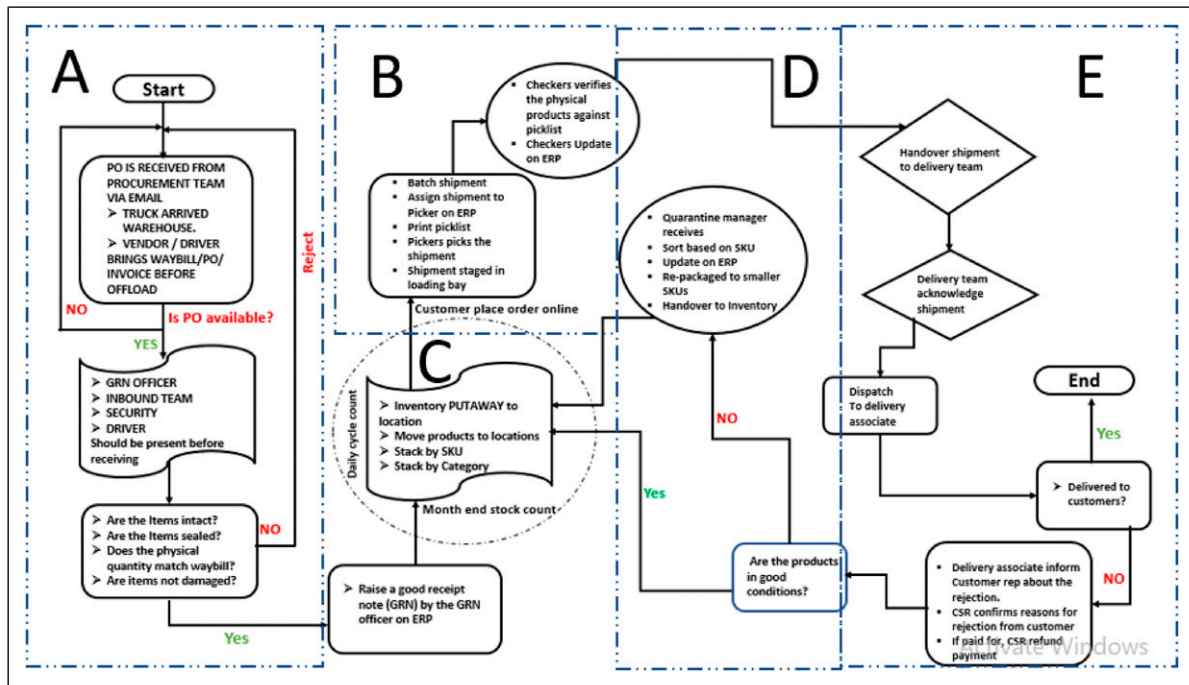 A
Start
PO IS RECEIVED FROM
PROCUREMENT TEAM
VIA EMAIL
➤ TRUCK ARRIVED
WAREHOUSE.
➤ VENDOR / DRIVER
BRINGS WAYBILL/PO/
INVOICE BEFORE
OFFLOAD
Reject
NO
Is PO available?
YES
➤ GRN OFFICER
➤ INBOUND TEAM
➤ SECURITY
➤ DRIVER
Should be present before
receiving
➤ Are the Items intact?
➤ Are the Items sealed?
➤ Does the physical
quantity match waybill?
➤ Are items not damaged?
NO
Yes
➤ Raise a good receipt
note (GRN) by the GRN
officer on ERP
B
▪ Checkers verifies
the physical
products against
picklist
▪ Checkers Update
on ERP
▪ Batch shipment
▪ Assign shipment to
Picker on ERP
▪ Print picklist
▪ Pickers picks the
shipment
▪ Shipment staged in
loading bay
Customer place order online
C
Daily cycle count
➤ Inventory PUTAWAY to
location
➤ Move products to locations
➤ Stack by SKU
➤ Stack by Category
Month end stock count
D
▪ Quarantine manager
receives
▪ Sort based on SKU
▪ Update on ERP
▪ Re-packaged to smaller
SKUs
▪ Handover to Inventory
NO
Yes
Are the products
in good
conditions?
E
Handover shipment
to delivery team
Delivery team
acknowledge
shipment
Dispatch
To delivery
associate
End
Yes
➤ Delivered to
customers?
NO
▪ Delivery associate inform
Customer rep about the
rejection.
▪ CSR confirms reasons for
rejection from customer
▪ If paid for, CSR refund
payment
Activate Windows